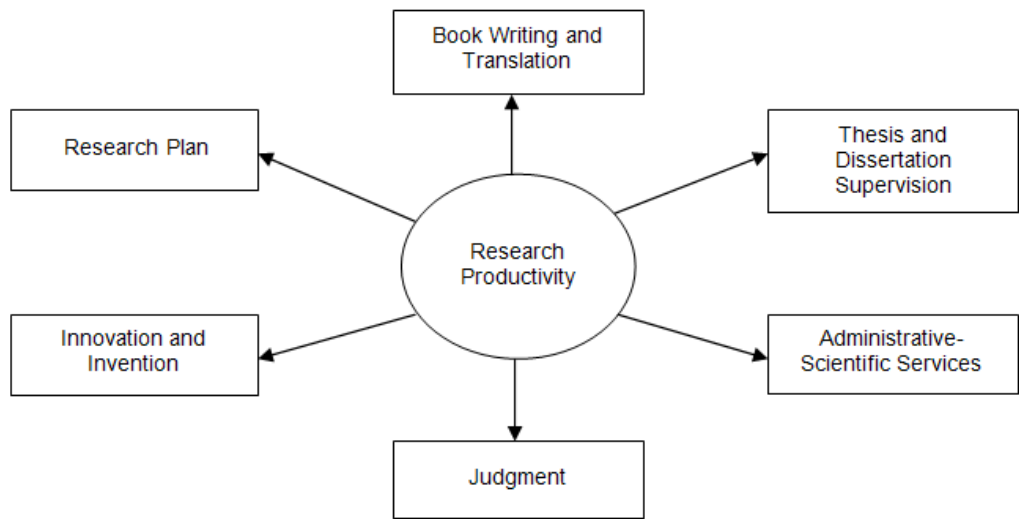 Book Writing and
Translation
Research Plan
Thesis and
Dissertation
Supervision
Research
Productivity
Innovation and
Invention
Administrative-
Scientific Services
Judgment